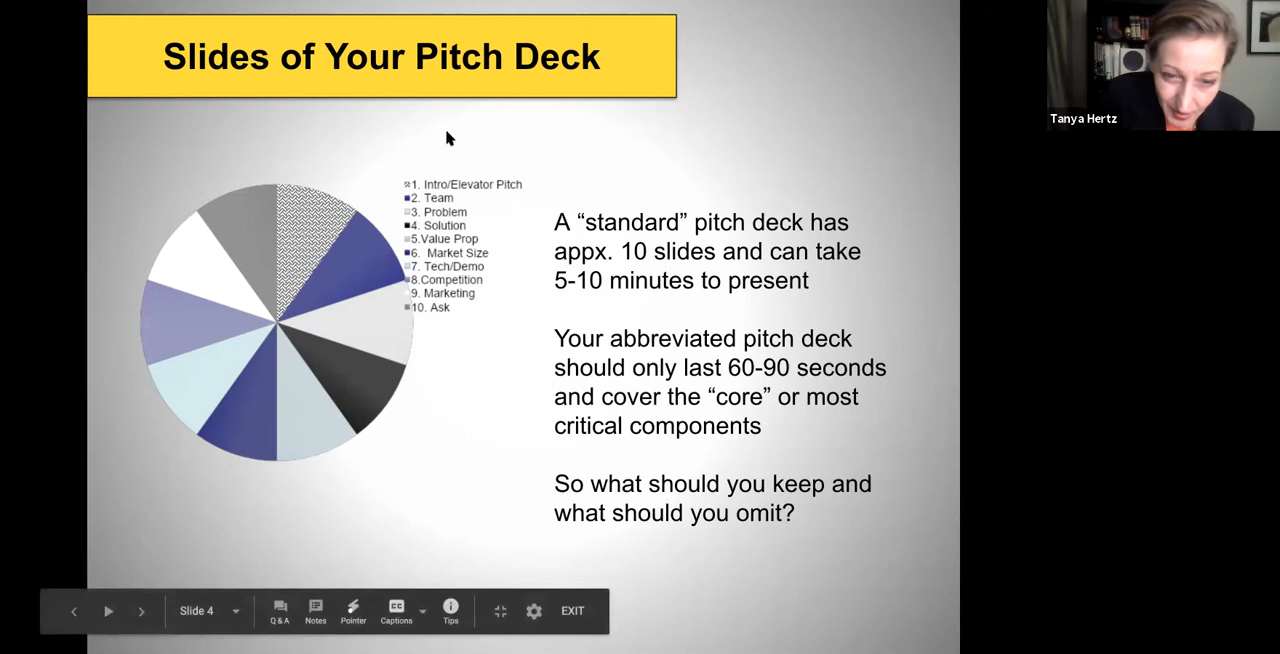 Slides of Your Pitch Deck
Tanya Hertz
1. Intro/Elevator Pitch
2. Team
3. Problem
4. Solution
5.Value Prop
6. Market Size
7. Tech/Demo
8.Competition
9. Marketing
10. Ask
A “standard” pitch deck has
appx. 10 slides and can take
5-10 minutes to present
Your abbreviated pitch deck
should only last 60-90 seconds
and cover the “core” or most
critical components
So what should you keep and
what should you omit?
Slide 4
Q & A
Notes
Pointer
CC
Captions
Tips
EXIT